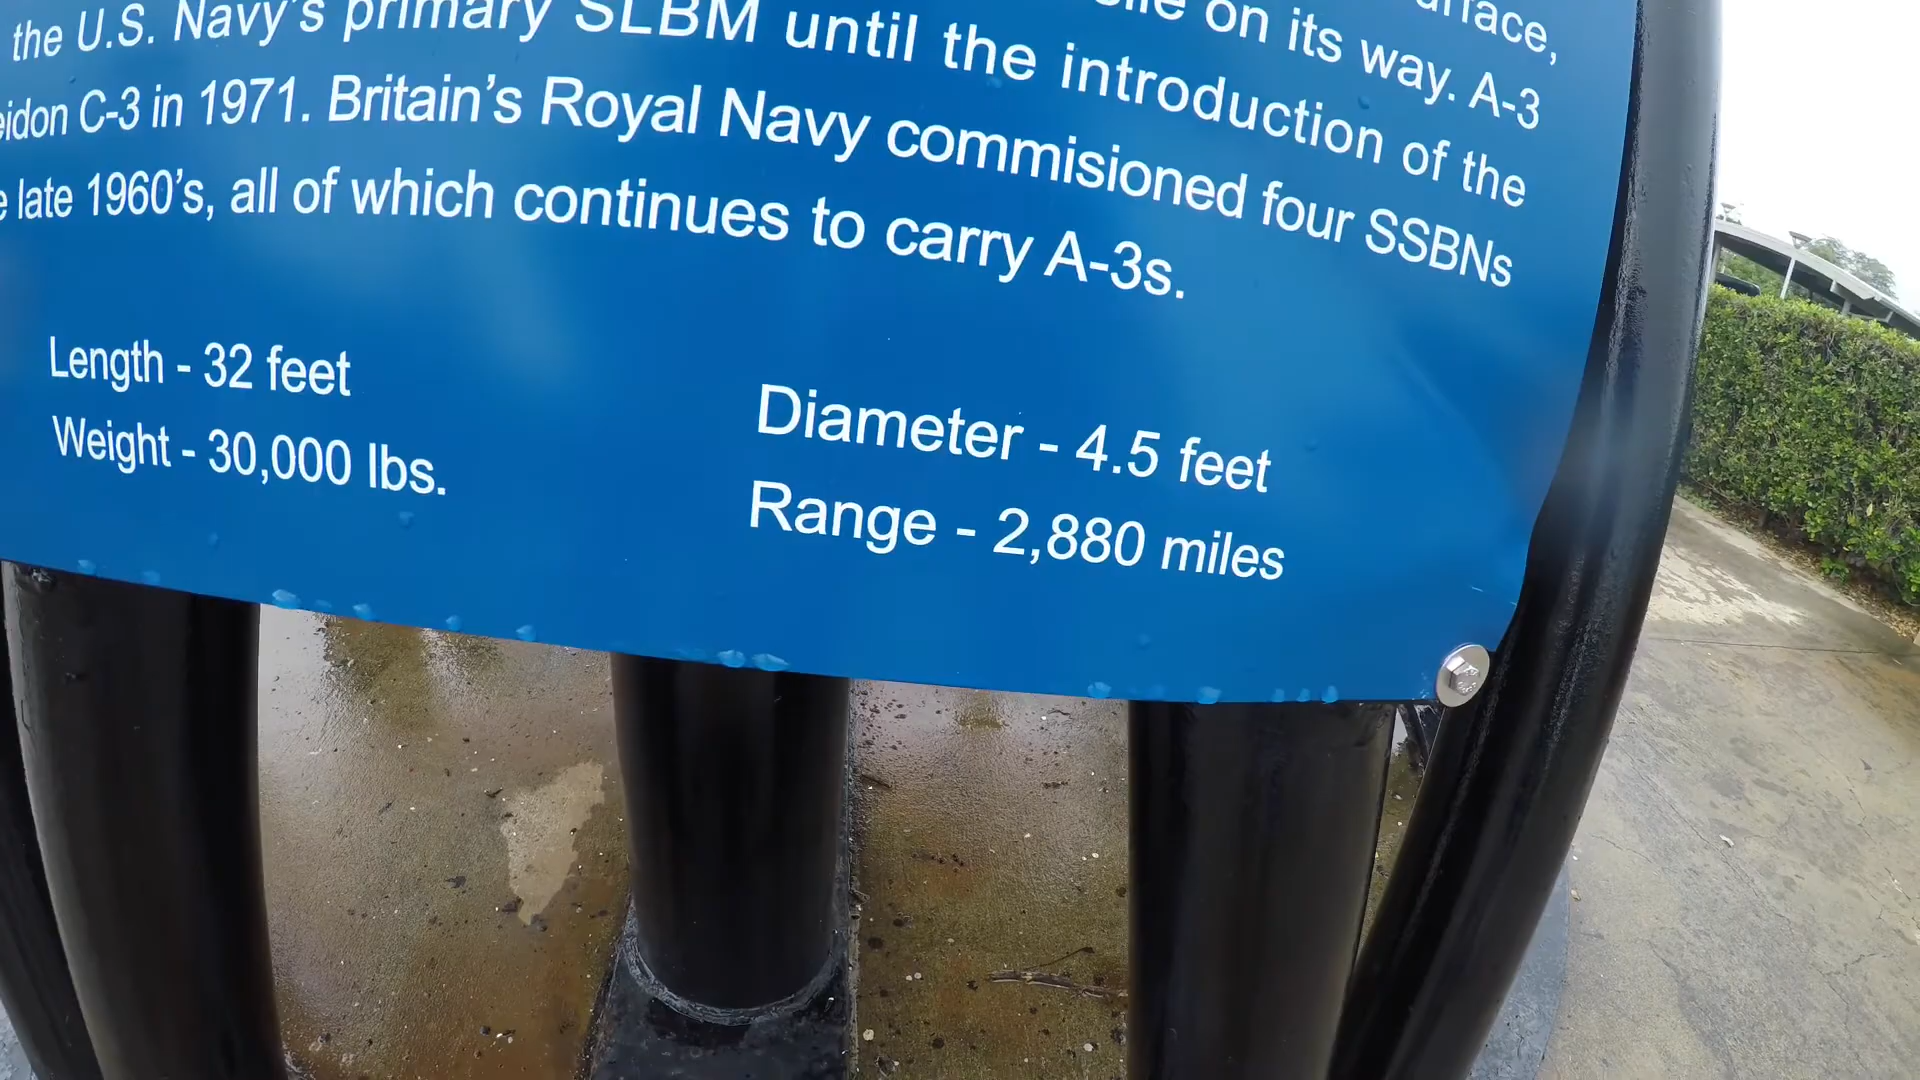 on its way. A-3
the U.S. Navy's primary SLBM until the introduction of the
C-3 in 1971. Britain's Royal Navy commisioned four SSBNs
late 1960's, all of which continues to carry A-3s.
Length - 32 feet
Weight - 30,000 lbs.
Diameter - 4.5 feet
Range - 2,880 miles